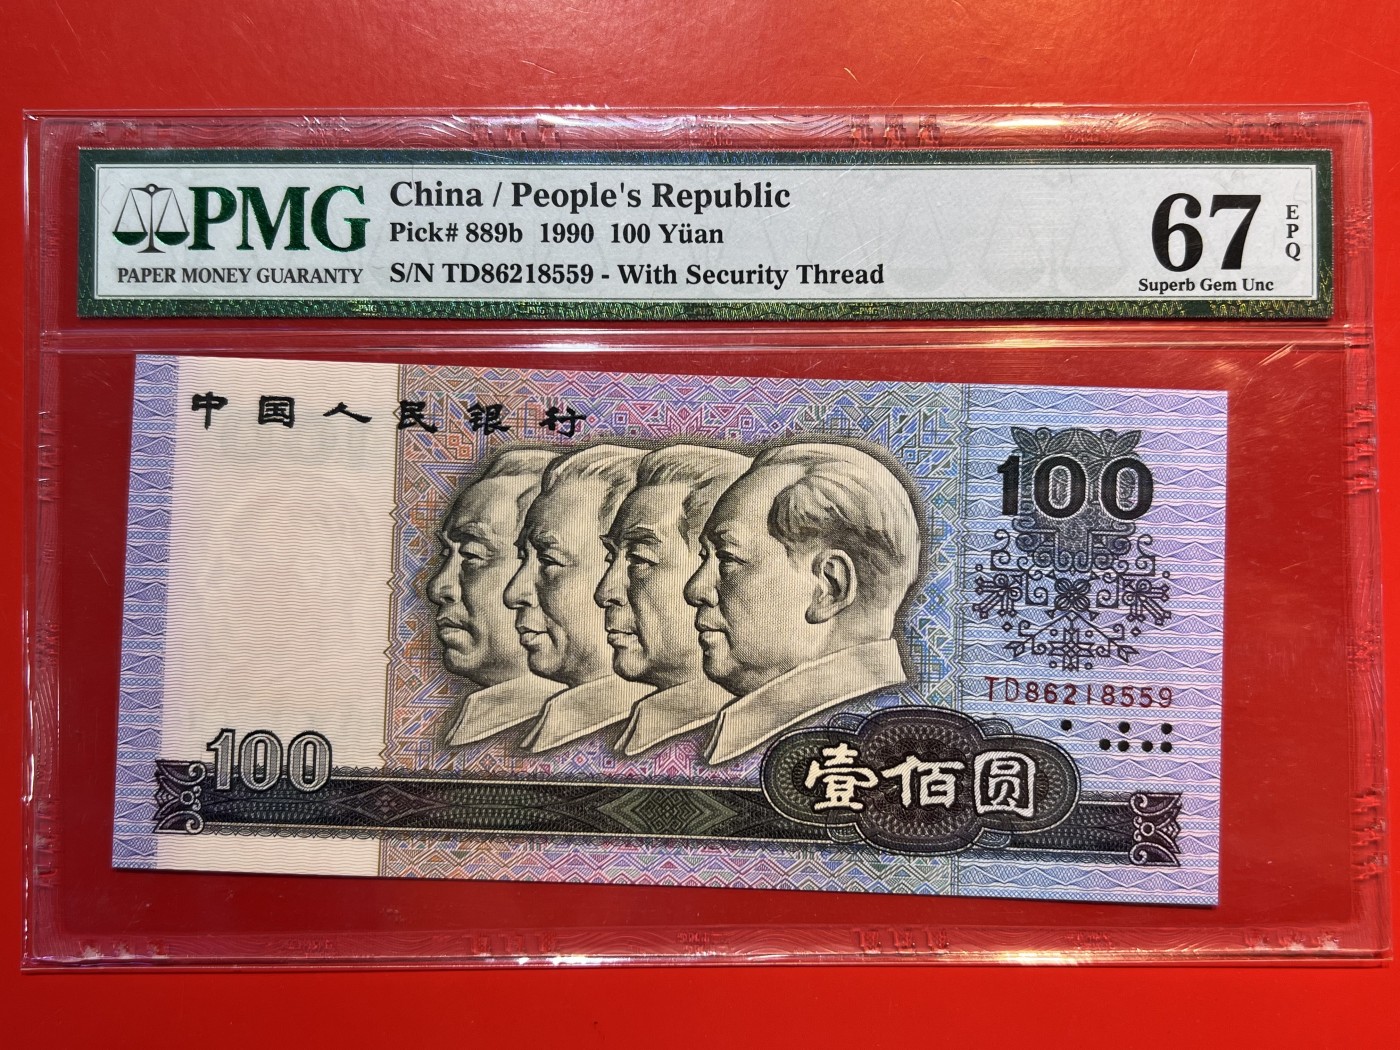 PMG
PAPER MONEY GUARANTY
China / People's Republic
Pick# 889b 1990 100 Yüan
S/N TD86218559 - With Security Thread
67
EPQ
Superb Gem Unc
中国人民银行
100
TD86218559
100
壹佰圆